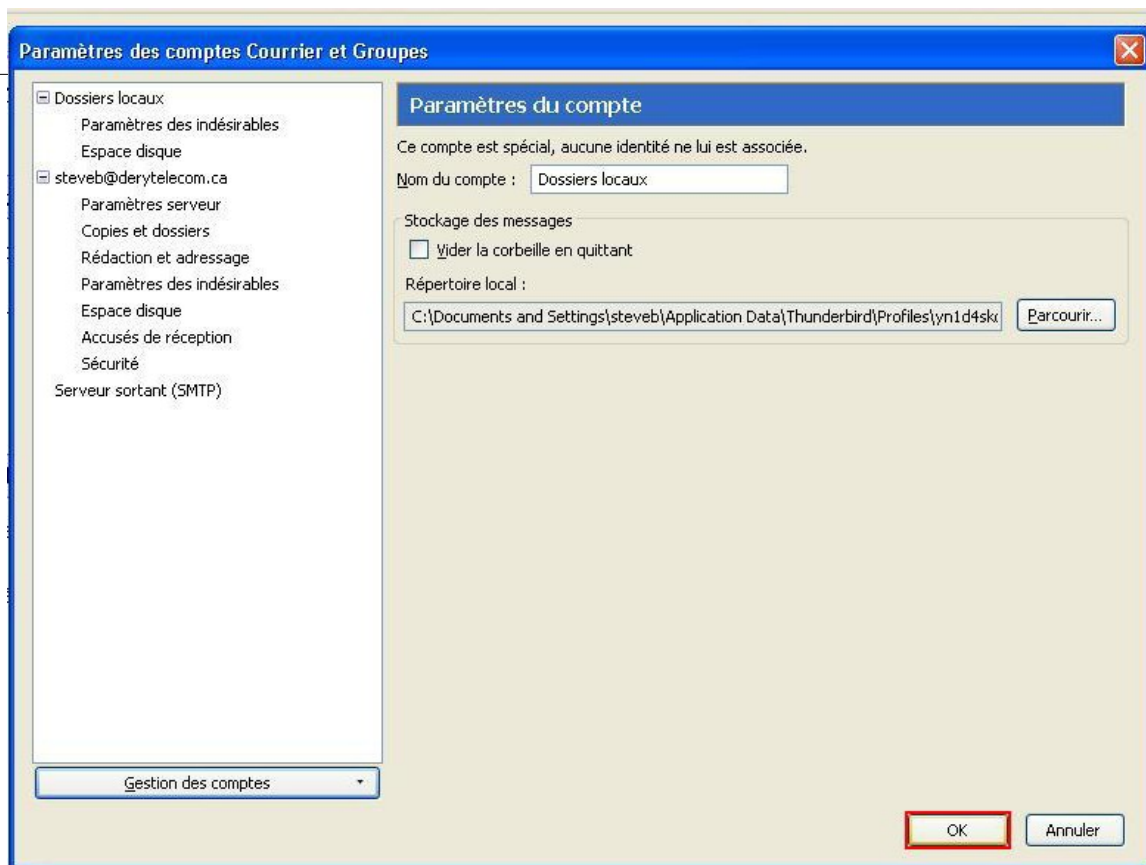 Paramètres des comptes Courrier et Groupes
Dossiers locaux
Paramètres des indésirables
Espace disque
steveb@derytelecom.ca
Paramètres serveur
Copies et dossiers
Rédaction et adressage
Paramètres des indésirables
Espace disque
Accusés de réception
Sécurité
Serveur sortant (SMTP)
Gestion des comptes
Paramètres du compte
Ce compte est spécial, aucune identité ne lui est associée.
Nom du compte : Dossiers locaux
Stockage des messages
Vider la corbeille en quittant
Répertoire local :
C:\Documents and Settings\steveb\Application Data\Thunderbird\Profiles\yn1d4sk Parcourir...
OK Annuler